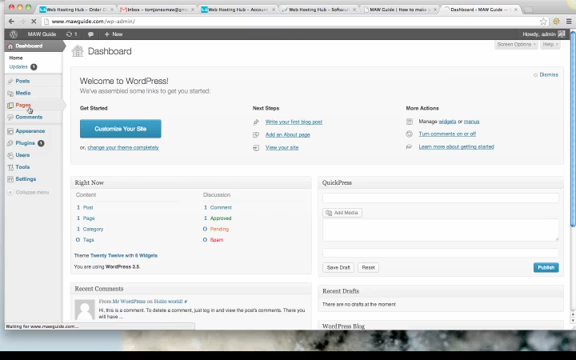 Web Hosting Hub - Web
Web Hosting Hub - Accoun
Web Hosting Hub - Softw
MAW Guide | How to make
Dashboard ‹ MAW Guide
www.mawguide.com/wp-admin/
MAW Guide
1
+ New
Howdy, admin
Dashboard
Home
Updates 1
Posts
Media
Pages
Comments
Appearance
Plugins 1
Users
Tools
Settings
Collapse menu
Dashboard
Screen Options
Help
Welcome to WordPress!
We've assembled some links to get you started.
Dismiss
Get Started
Customize Your Site
or, change your theme completely
Next Steps
Write your first blog post
Add an About page
View your site
More Actions
Manage widgets or menus
Turn comments on or off
Learn more about getting started
Right Now
Content
1 Post
1 Page
1 Category
0 Tags
Discussion
1 Comment
1 Approved
0 Pending
0 Spam
Theme Twenty Twelve with 6 Widgets
You are using WordPress 3.5.
QuickPress
Add Media
Save Draft
Reset
Publish
Recent Comments
From Mr WordPress on Hello world! #
Hi, this is a comment. To delete a comment, just log in and view the post's comments. There
you will have ...
Recent Drafts
There are no drafts at the moment
WordPress Blog
Waiting for www.mawguide.com...